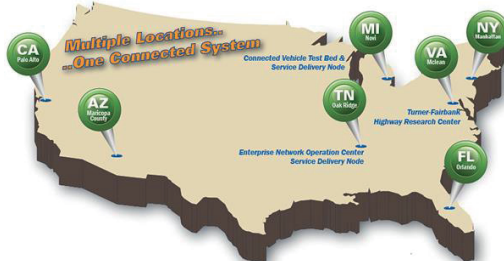 CA
Palo Alto
Multiple Locations..
..One Connected System
MI
Novi
NY
Manhattan
VA
Mclean
Connected Vehicle Test Bed &
Service Delivery Node
AZ
Maricopa
County
TN
Oak Ridge
Turner-Fairbank
Highway Research Center
Enterprise Network Operation Center
Service Delivery Node
FL
Orlando